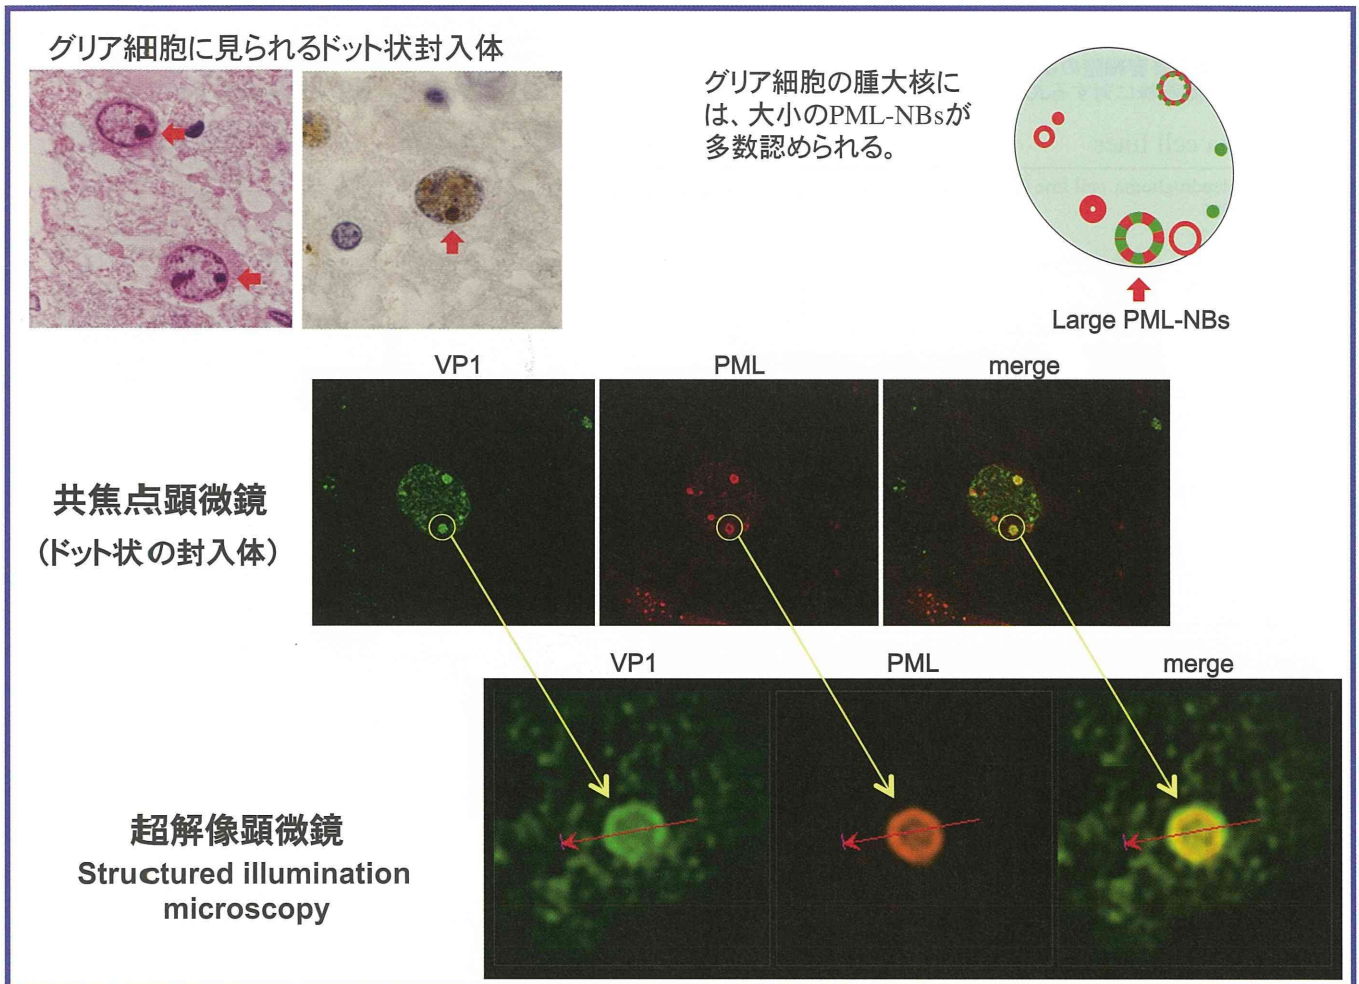 グリア細胞に見られるドット状封入体
グリア細胞の腫大核に
は、大小のPML-NBsが
多数認められる。
Large PML-NBs
VP1
PML
merge
共焦点顕微鏡
(ドット状の封入体)
VP1
PML
merge
超解像顕微鏡
Structured illumination
microscopy